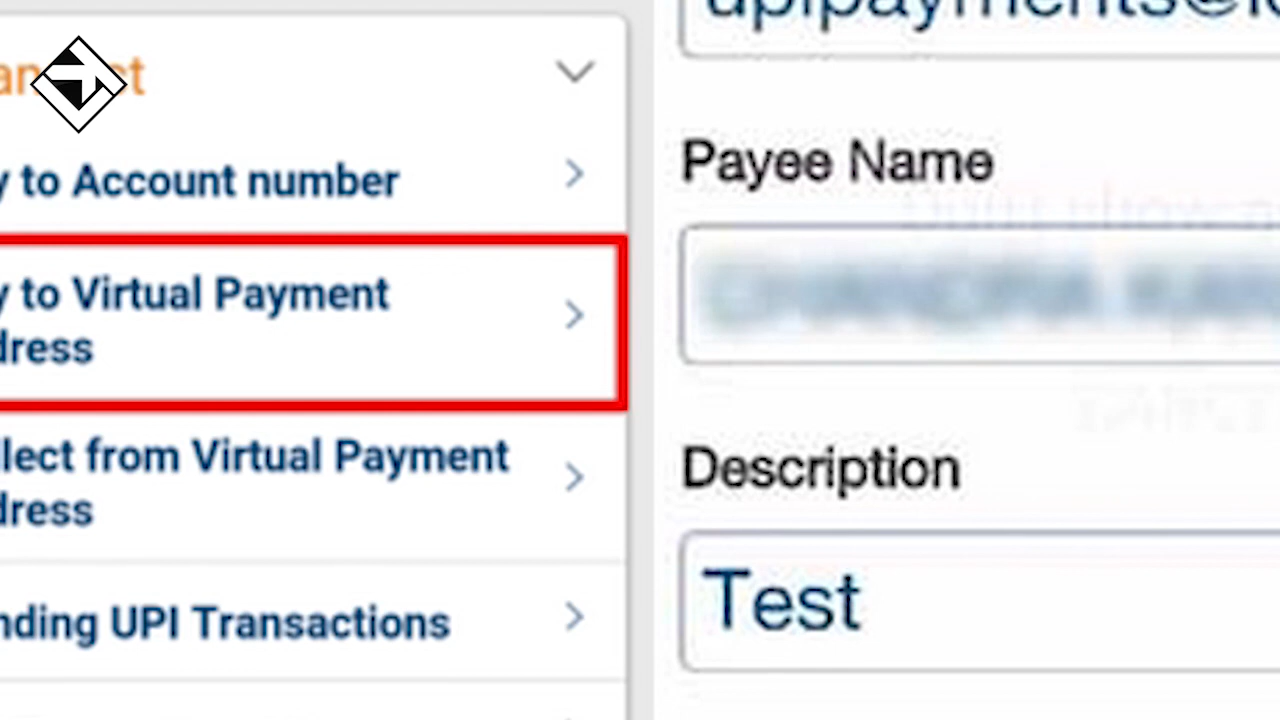 y to Account number
y to Virtual Payment
dress
llect from Virtual Payment
dress
nding UPI Transactions
upipayments@
Payee Name
Description
Test